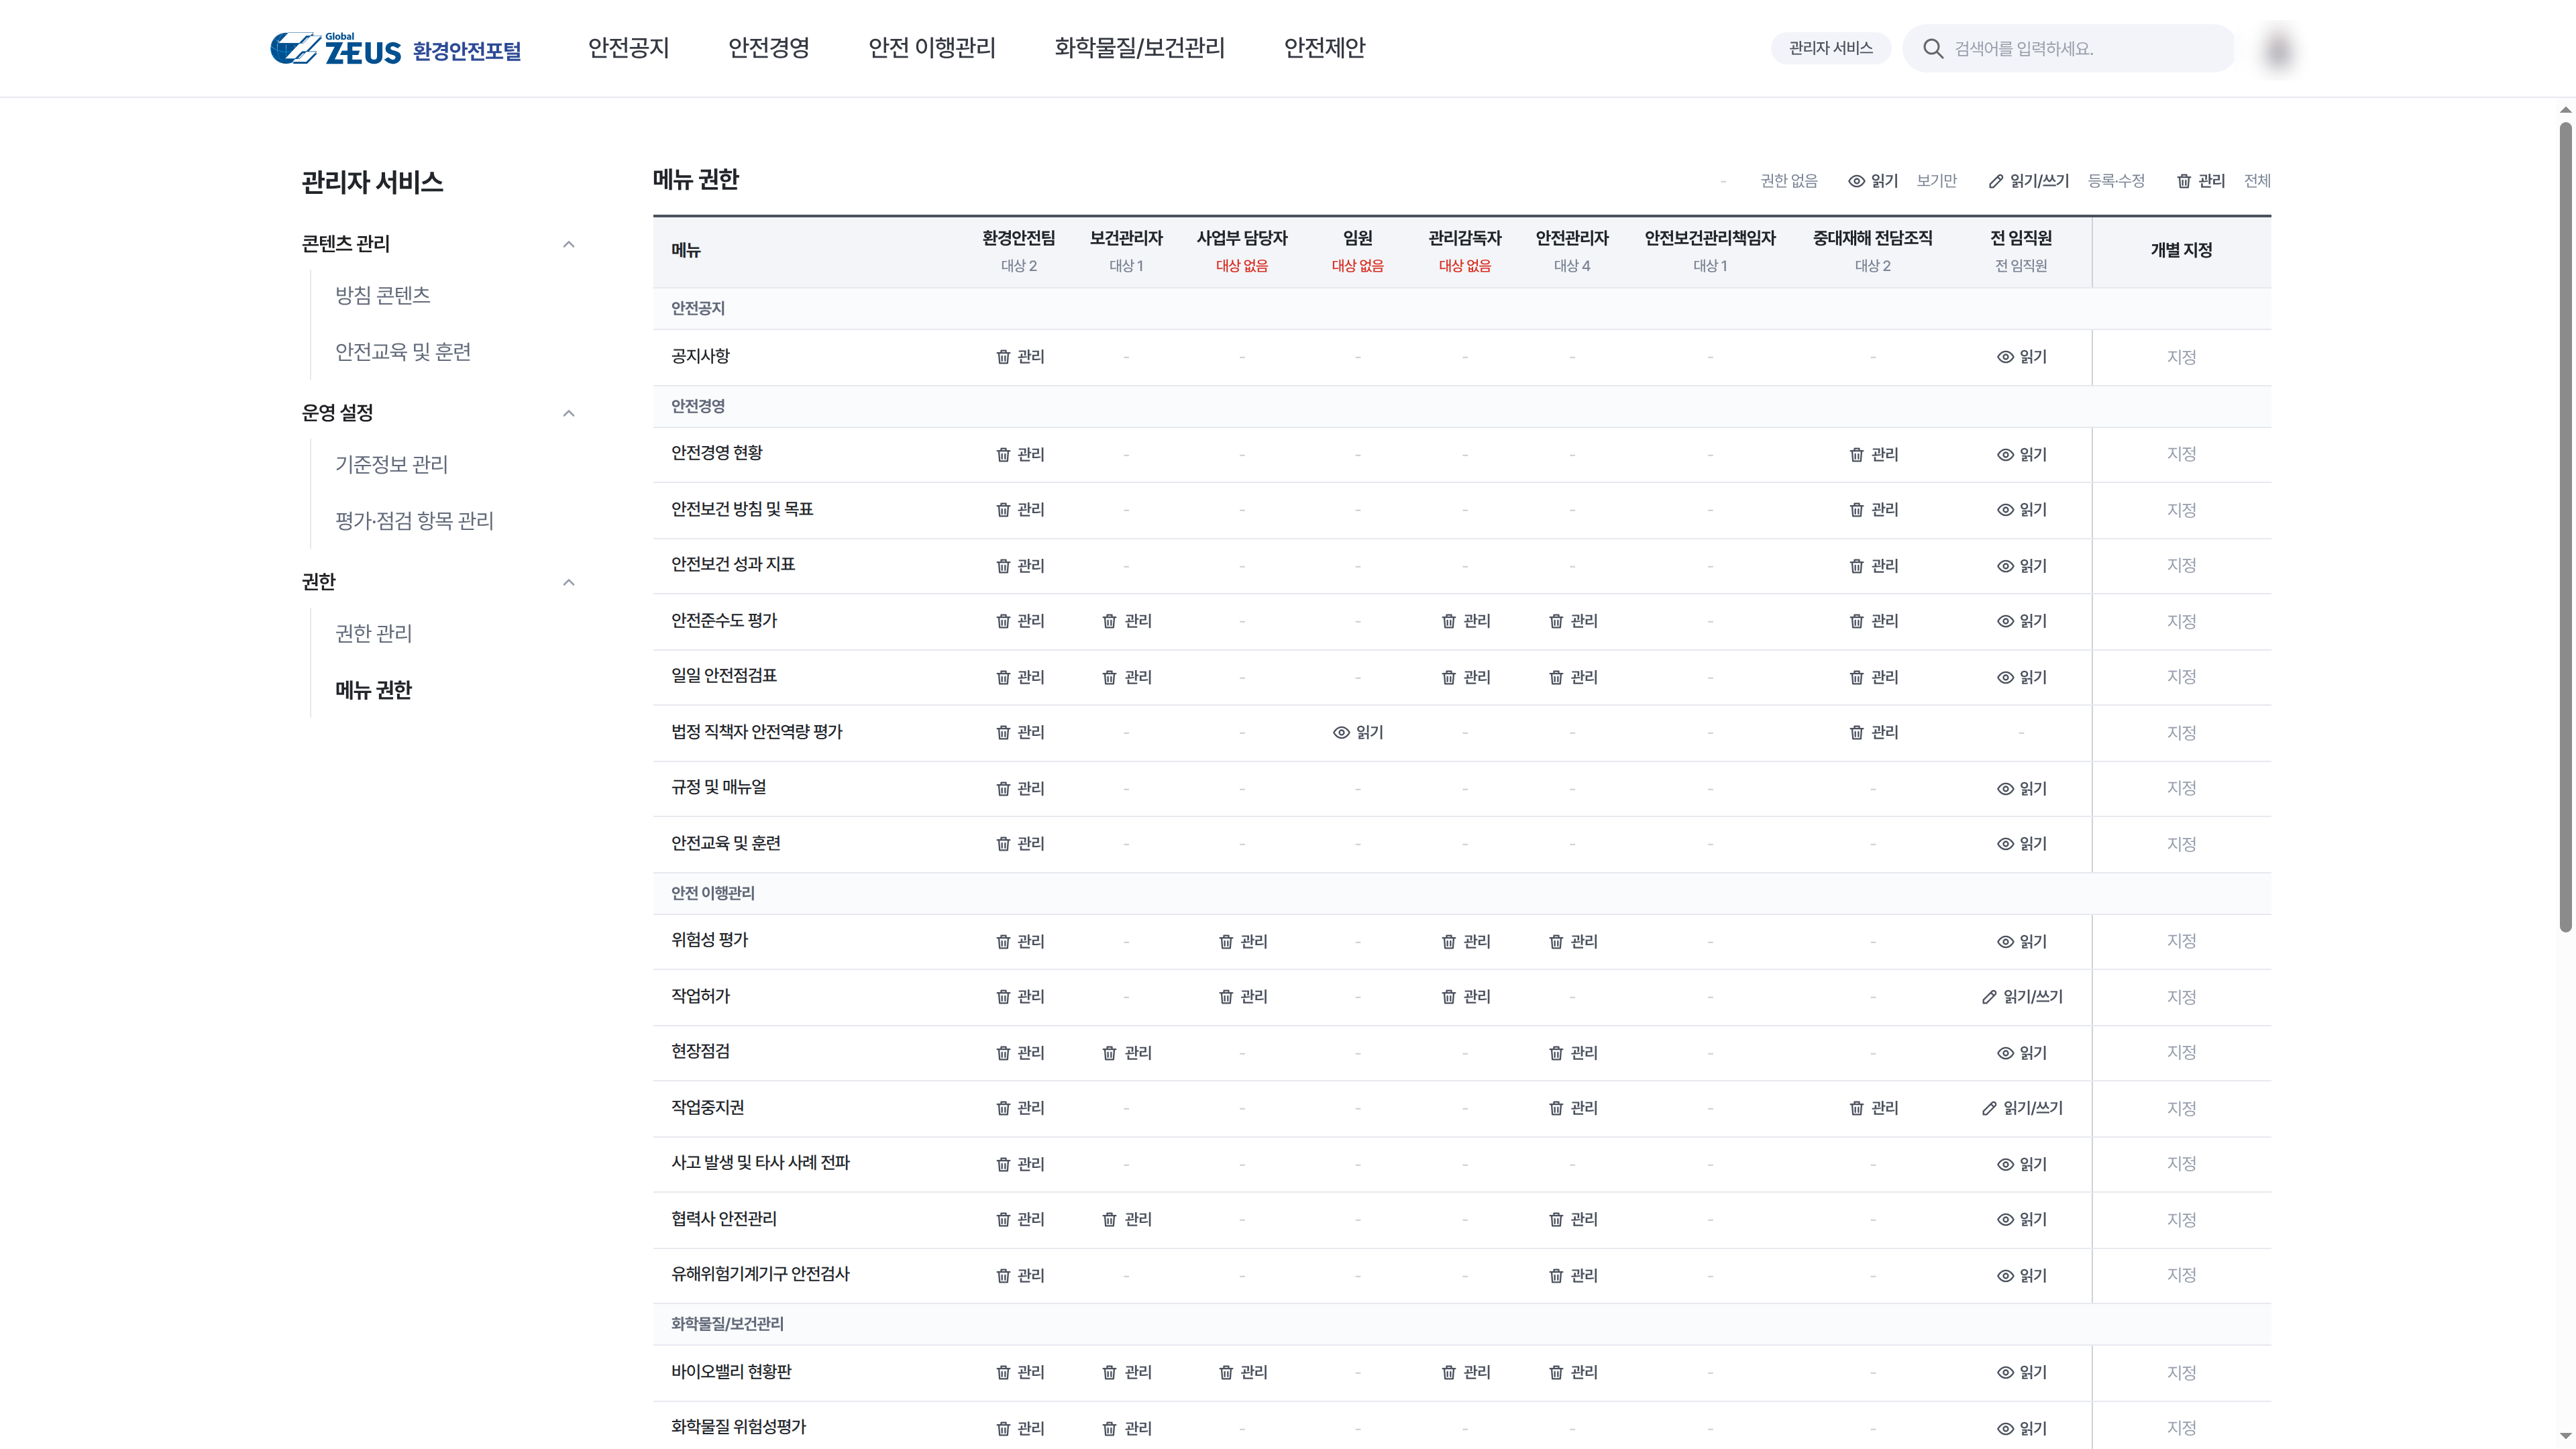 Global
ZEUS 환경안전포털
안전공지 안전경영 안전 이행관리 화학물질/보건관리 안전제안
관리자 서비스 검색어를 입력하세요.
관리자 서비스
콘텐츠 관리
방침 콘텐츠
안전교육 및 훈련
운영 설정
기준정보 관리
평가·점검 항목 관리
권한
권한 관리
메뉴 권한
메뉴 권한
- 권한 없음 읽기 보기만 읽기/쓰기 등록·수정 관리 전체
메뉴 환경안전팀 보건관리자 사업부 담당자 임원 관리감독자 안전관리자 안전보건관리책임자 중대재해 전담조직 전 임직원 개별 지정
대상 2 대상 1 대상 없음 대상 없음 대상 없음 대상 4 대상 1 대상 2 전 임직원
안전공지
공지사항 관리 - - - - - - - 읽기 지정
안전경영
안전경영 현황 관리 - - - - - - 관리 읽기 지정
안전보건 방침 및 목표 관리 - - - - - - 관리 읽기 지정
안전보건 성과 지표 관리 - - - - - - 관리 읽기 지정
안전준수도 평가 관리 관리 - - 관리 관리 - 관리 읽기 지정
일일 안전점검표 관리 관리 - - 관리 관리 - 관리 읽기 지정
법정 직책자 안전역량 평가 관리 - - 읽기 - - - 관리 - 지정
규정 및 매뉴얼 관리 - - - - - - - 읽기 지정
안전교육 및 훈련 관리 - - - - - - - 읽기 지정
안전 이행관리
위험성 평가 관리 - 관리 - 관리 관리 - - 읽기 지정
작업허가 관리 - 관리 - 관리 - - - 읽기/쓰기 지정
현장점검 관리 관리 - - - 관리 - - 읽기 지정
작업중지권 관리 - - - - 관리 - 관리 읽기/쓰기 지정
사고 발생 및 타사 사례 전파 관리 - - - - - - - 읽기 지정
협력사 안전관리 관리 관리 - - - 관리 - - 읽기 지정
유해위험기계기구 안전검사 관리 - - - - 관리 - - 읽기 지정
화학물질/보건관리
바이오밸리 현황판 관리 관리 관리 - 관리 관리 - - 읽기 지정
화학물질 위험성평가 관리 관리 - - - - - - 읽기 지정